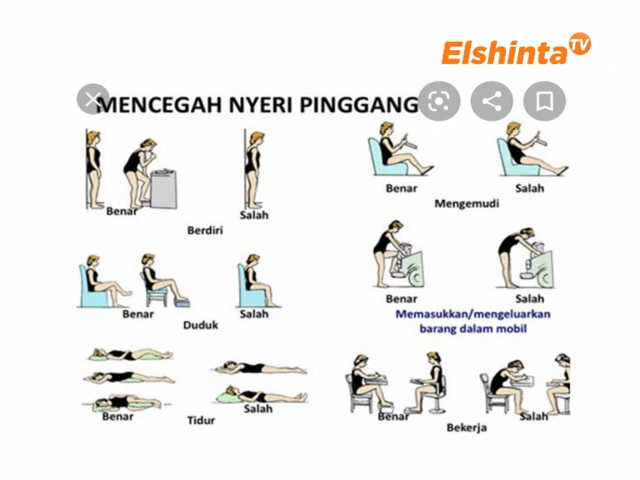 Elshinta TV
MENCEGAH NYERI PINGGANG
Benar
Salah
Berdiri
Benar
Salah
Mengemudi
Benar
Salah
Duduk
Benar
Salah
Memasukkan/mengeluarkan
barang dalam mobil
Benar
Salah
Tidur
Benar
Salah
Bekerja